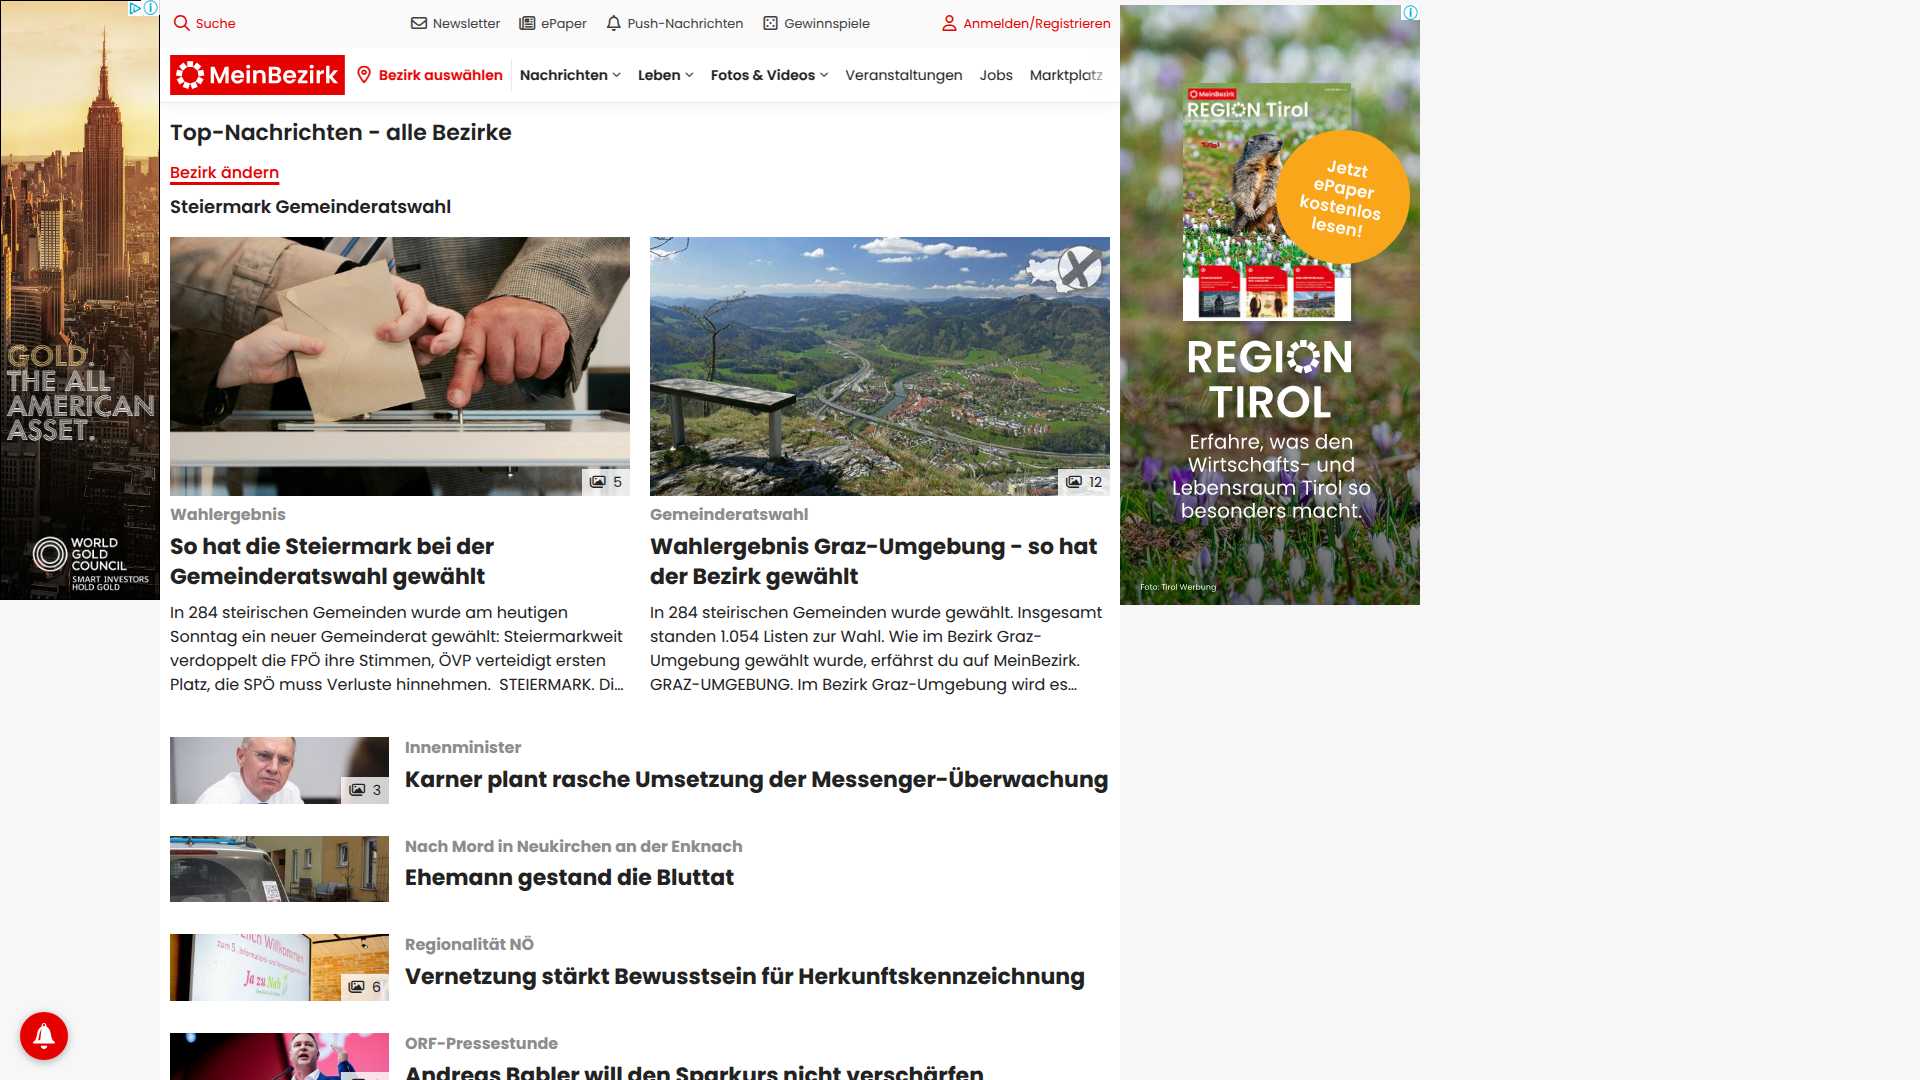 Suche
Newsletter
ePaper
Push-Nachrichten
Gewinnspiele
Anmelden/Registrieren
MeinBezirk
Bezirk auswählen
Nachrichten
Leben
Fotos & Videos
Veranstaltungen
Jobs
Marktplatz
Top-Nachrichten - alle Bezirke
Bezirk ändern
Steiermark Gemeinderatswahl
5
Wahlergebnis
So hat die Steiermark bei der
Gemeinderatswahl gewählt
In 284 steirischen Gemeinden wurde am heutigen
Sonntag ein neuer Gemeinderat gewählt: Steiermarkweit
verdoppelt die FPÖ ihre Stimmen, ÖVP verteidigt ersten
Platz, die SPÖ muss Verluste hinnehmen. STEIERMARK. Di...
12
Gemeinderatswahl
Wahlergebnis Graz-Umgebung - so hat
der Bezirk gewählt
In 284 steirischen Gemeinden wurde gewählt. Insgesamt
standen 1.054 Listen zur Wahl. Wie im Bezirk Graz-
Umgebung gewählt wurde, erfährst du auf MeinBezirk.
GRAZ-UMGEBUNG. Im Bezirk Graz-Umgebung wird es...
3
Innenminister
Karner plant rasche Umsetzung der Messenger-Überwachung
Nach Mord in Neukirchen an der Enknach
Ehemann gestand die Bluttat
Ja zu Nah
6
Regionalität NÖ
Vernetzung stärkt Bewusstsein für Herkunftskennzeichnung
ORF-Pressestunde
Andreas Babler will den Sparkurs nicht verschärfen
GOLD.
THE ALL
AMERICAN
ASSET.
WORLD
GOLD
COUNCIL
SMART INVESTORS
HOLD GOLD
MeinBezirk
REGION Tirol
Jetzt
ePaper
kostenlos
lesen!
REGION
TIROL
Erfahre, was den
Wirtschafts- und
Lebensraum Tirol so
besonders macht.
Foto: Tirol Werbung